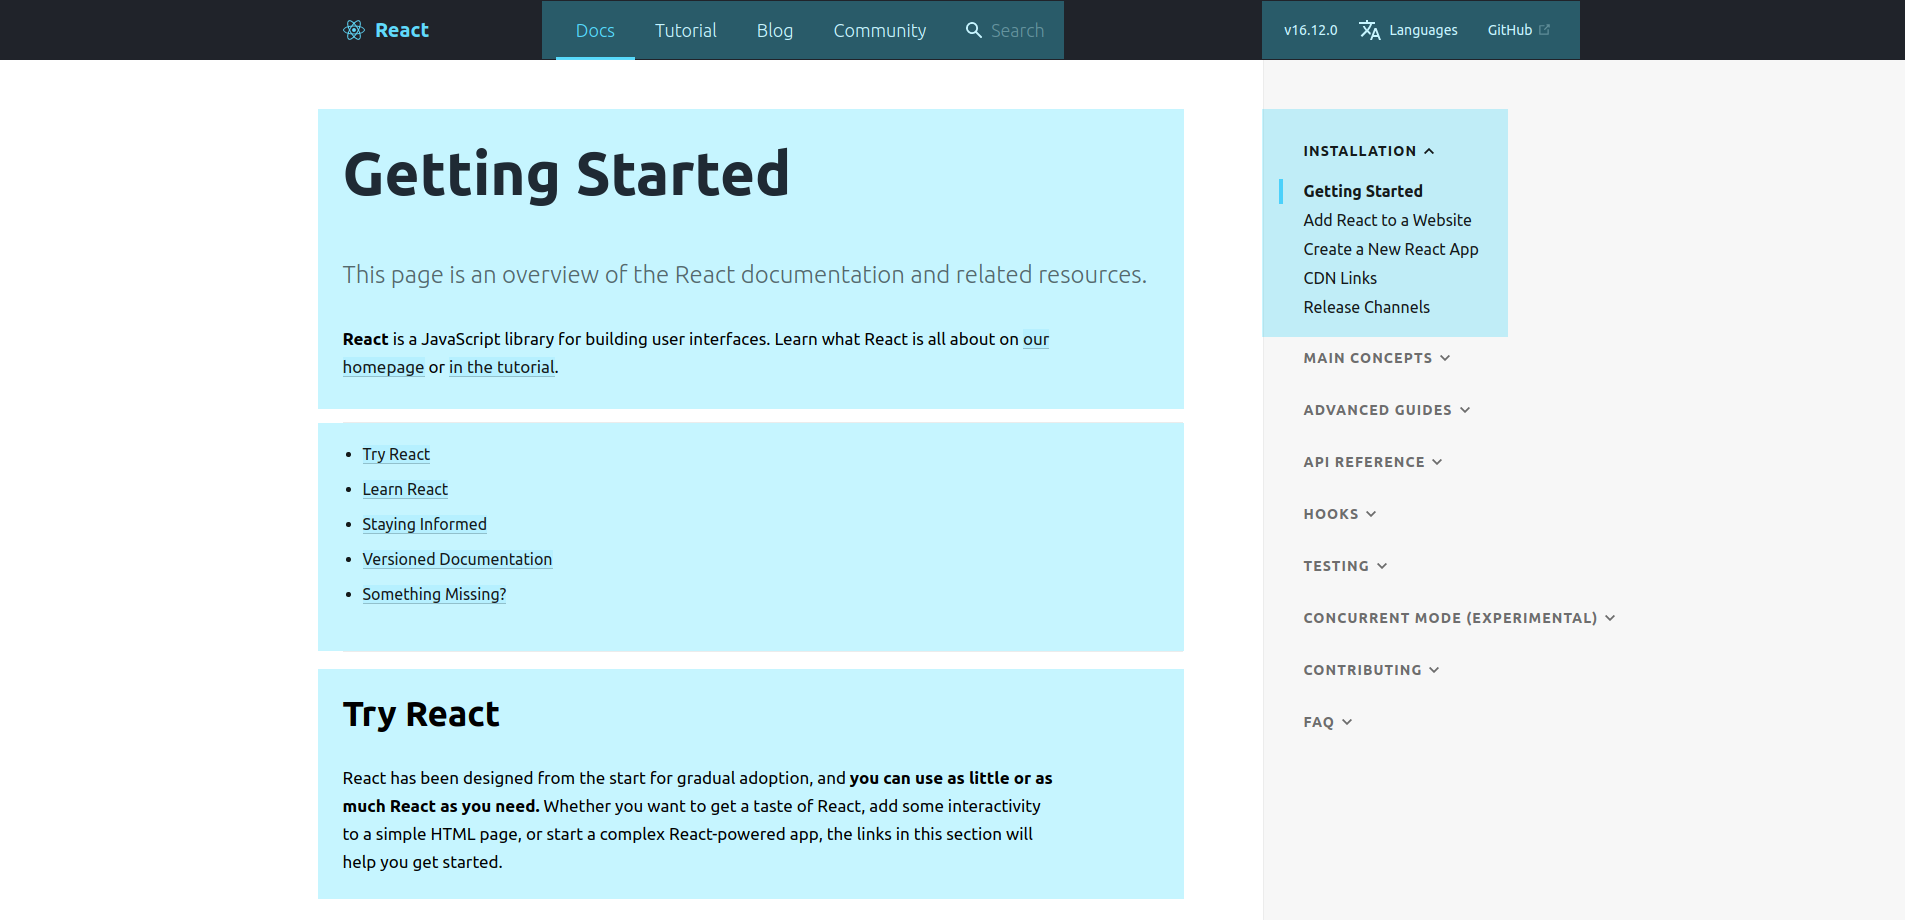 React
Docs Tutorial Blog Community Search
v16.12.0 Languages GitHub
Getting Started
This page is an overview of the React documentation and related resources.
React is a JavaScript library for building user interfaces. Learn what React is all about on our
homepage or in the tutorial.
• Try React
• Learn React
• Staying Informed
• Versioned Documentation
• Something Missing?
Try React
React has been designed from the start for gradual adoption, and you can use as little or as
much React as you need. Whether you want to get a taste of React, add some interactivity
to a simple HTML page, or start a complex React-powered app, the links in this section will
help you get started.
INSTALLATION
Getting Started
Add React to a Website
Create a New React App
CDN Links
Release Channels
MAIN CONCEPTS
ADVANCED GUIDES
API REFERENCE
HOOKS
TESTING
CONCURRENT MODE (EXPERIMENTAL)
CONTRIBUTING
FAQ